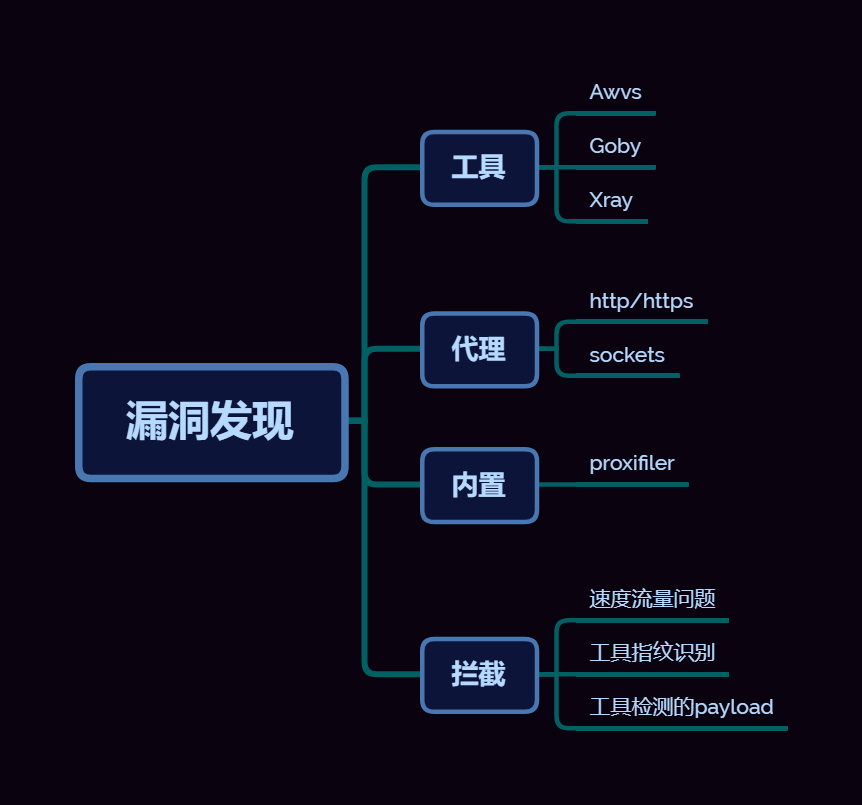 漏洞发现
工具
Awvs
Goby
Xray
代理
http/https
sockets
内置
proxifiler
拦截
速度流量问题
工具指纹识别
工具检测的payload